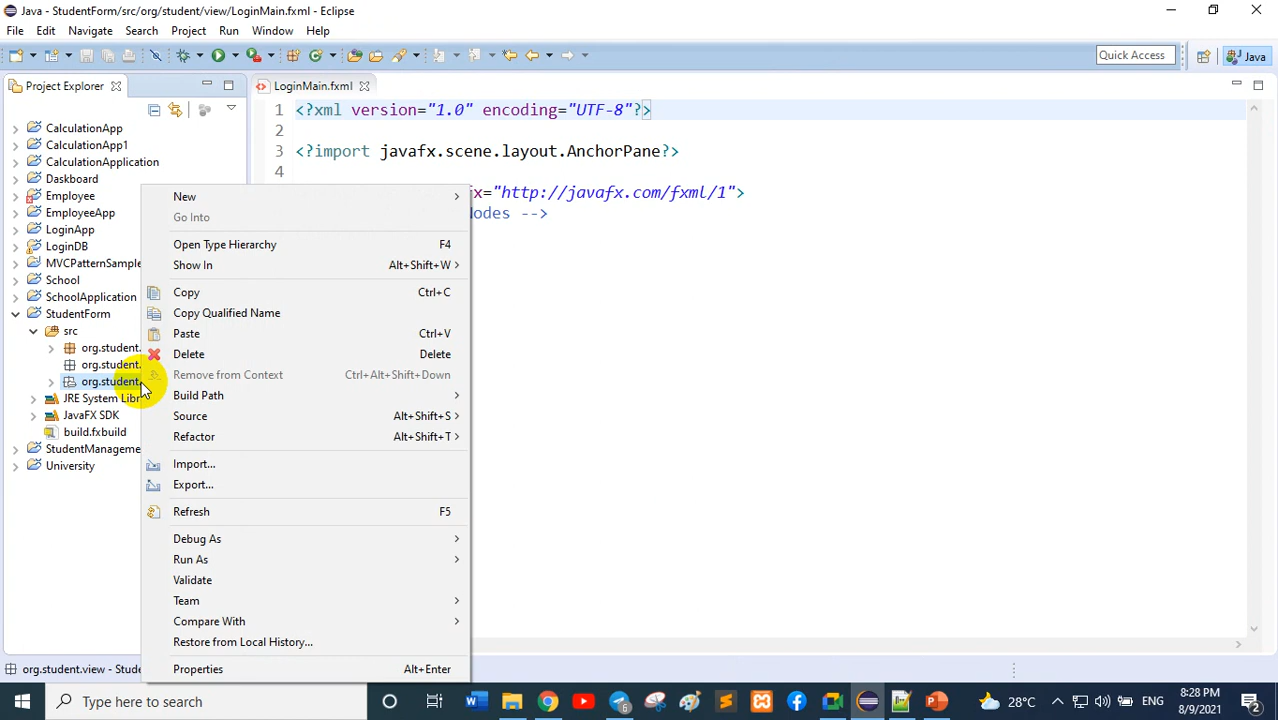 Java - StudentForm/src/org/student/view/LoginMain.fxml - Eclipse
File Edit Navigate Search Project Run Window Help
Quick Access
Java
Project Explorer
LoginMain.fxml
CalculationApp
CalculationApp1
CalculationApplication
Daskboard
Employee
EmployeeApp
LoginApp
LoginDB
MVCPatternSample
School
SchoolApplication
StudentForm
src
org.student.
org.student.
org.student.
JRE System Libr
JavaFX SDK
build.fxbuild
StudentManageme
University
1 <?xml version="1.0" encoding="UTF-8"?>
2
3 <?import javafx.scene.layout.AnchorPane?>
4
x="http://javafx.com/fxml/1">
Nodes -->
New
Go Into
Open Type Hierarchy F4
Show In Alt+Shift+W
Copy Ctrl+C
Copy Qualified Name
Paste Ctrl+V
Delete Delete
Remove from Context Ctrl+Alt+Shift+Down
Build Path
Source Alt+Shift+S
Refactor Alt+Shift+T
Import...
Export...
Refresh F5
Debug As
Run As
Validate
Team
Compare With
Restore from Local History...
Properties Alt+Enter
org.student.view - Stude
Type here to search
28°C
ENG
8:28 PM
8/9/2021
2